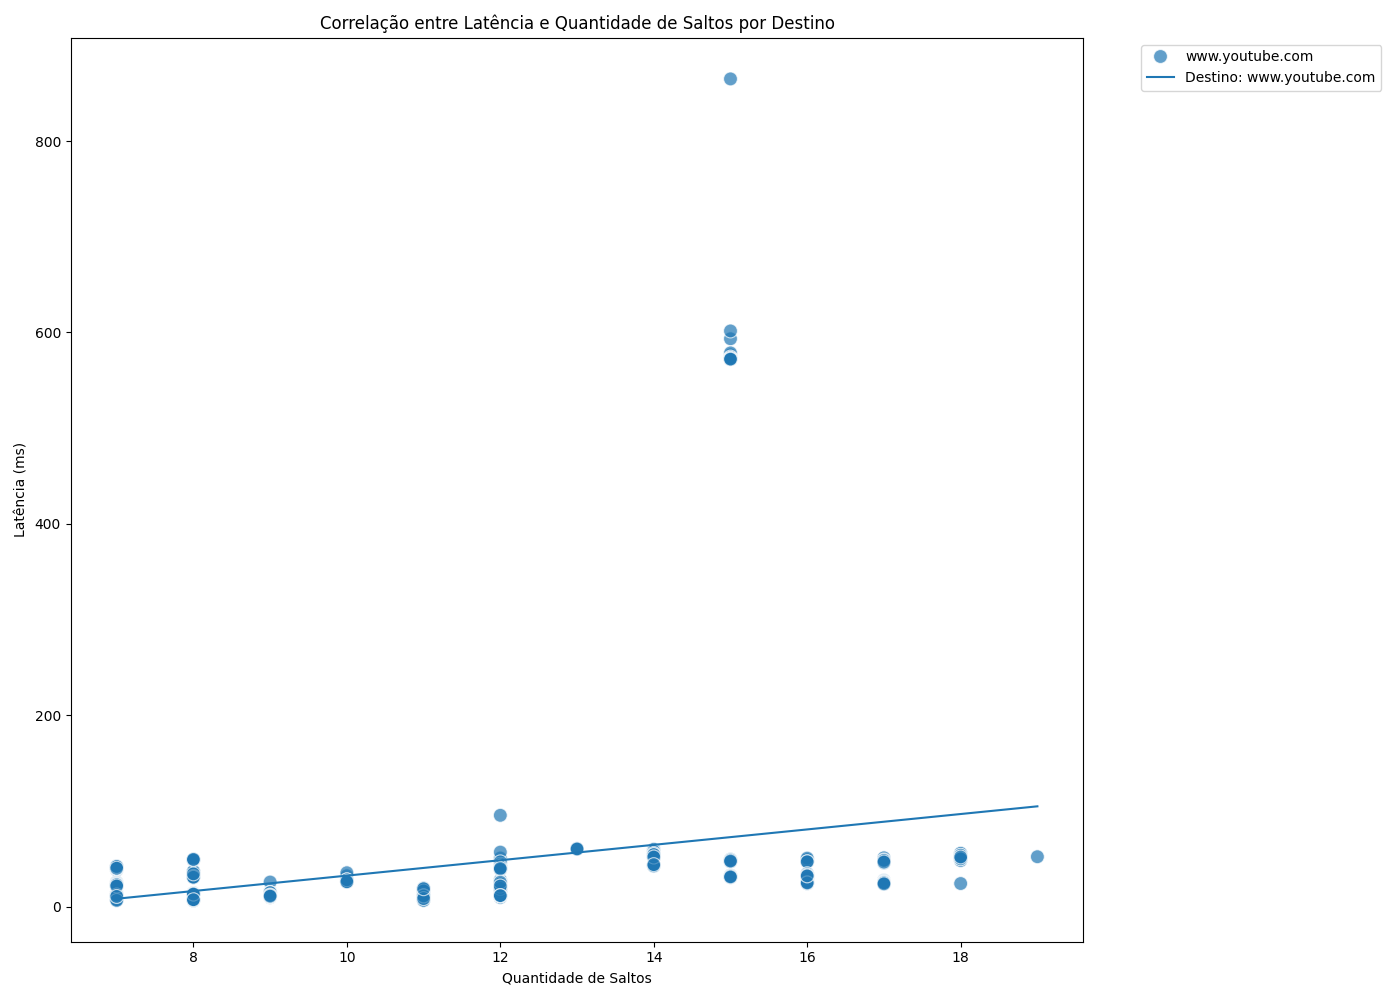 Correlação entre Latência e Quantidade de Saltos por Destino
www.youtube.com
Destino: www.youtube.com
Latência (ms)
800
600
400
200
0
8 10 12 14 16 18
Quantidade de Saltos